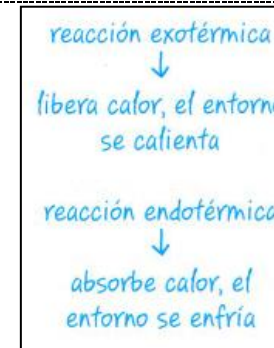 reacción exotérmica
↓
libera calor, el entorno
se calienta
reacción endotérmica
↓
absorbe calor, el
entorno se enfría